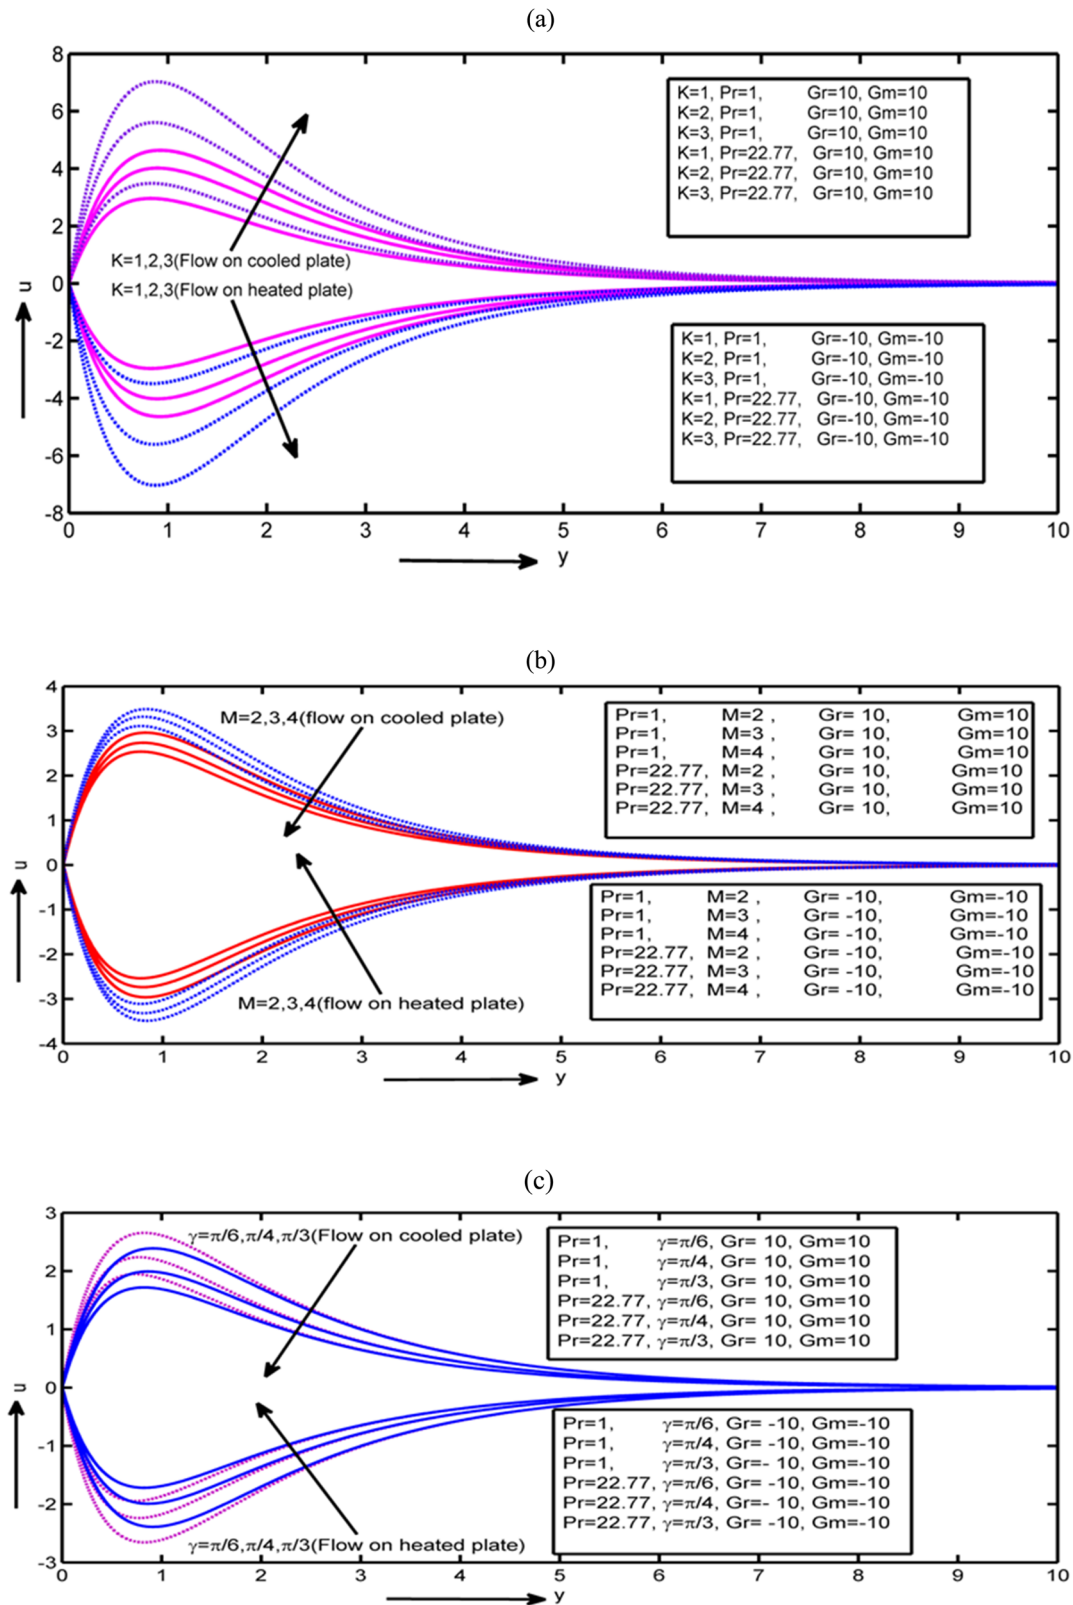 (a)
8
6
4
2
0
-2
-4
-6
-8
u
K=1, Pr=1, Gr=10, Gm=10
K=2, Pr=1, Gr=10, Gm=10
K=3, Pr=1, Gr=10, Gm=10
K=1, Pr=22.77, Gr=10, Gm=10
K=2, Pr=22.77, Gr=10, Gm=10
K=3, Pr=22.77, Gr=10, Gm=10
K=1,2,3(Flow on cooled plate)
K=1,2,3(Flow on heated plate)
K=1, Pr=1, Gr=-10, Gm=-10
K=2, Pr=1, Gr=-10, Gm=-10
K=3, Pr=1, Gr=-10, Gm=-10
K=1, Pr=22.77, Gr=-10, Gm=-10
K=2, Pr=22.77, Gr=-10, Gm=-10
K=3, Pr=22.77, Gr=-10, Gm=-10
0 1 2 3 4 5 6 7 8 9 10
y
(b)
4
3
2
1
0
-1
-2
-3
-4
u
M=2,3,4(flow on cooled plate)
Pr=1, M=2 , Gr= 10, Gm=10
Pr=1, M=3 , Gr= 10, Gm=10
Pr=1, M=4 , Gr= 10, Gm=10
Pr=22.77, M=2 , Gr= 10, Gm=10
Pr=22.77, M=3 , Gr= 10, Gm=10
Pr=22.77, M=4 , Gr= 10, Gm=10
Pr=1, M=2 , Gr= -10, Gm=-10
Pr=1, M=3 , Gr= -10, Gm=-10
Pr=1, M=4 , Gr= -10, Gm=-10
Pr=22.77, M=2 , Gr= -10, Gm=-10
Pr=22.77, M=3 , Gr= -10, Gm=-10
Pr=22.77, M=4 , Gr= -10, Gm=-10
M=2,3,4(flow on heated plate)
0 1 2 3 4 5 6 7 8 9 10
y
(c)
3
2
1
0
-1
-2
-3
u
γ=π/6,π/4,π/3(Flow on cooled plate)
Pr=1, γ=π/6, Gr= 10, Gm=10
Pr=1, γ=π/4, Gr= 10, Gm=10
Pr=1, γ=π/3, Gr= 10, Gm=10
Pr=22.77, γ=π/6, Gr= 10, Gm=10
Pr=22.77, γ=π/4, Gr= 10, Gm=10
Pr=22.77, γ=π/3, Gr= 10, Gm=10
Pr=1, γ=π/6, Gr= -10, Gm=-10
Pr=1, γ=π/4, Gr= -10, Gm=-10
Pr=1, γ=π/3, Gr=- 10, Gm=-10
Pr=22.77, γ=π/6, Gr= -10, Gm=-10
Pr=22.77, γ=π/4, Gr=- 10, Gm=-10
Pr=22.77, γ=π/3, Gr= -10, Gm=-10
γ=π/6,π/4,π/3(Flow on heated plate)
0 1 2 3 4 5 6 7 8 9 10
y